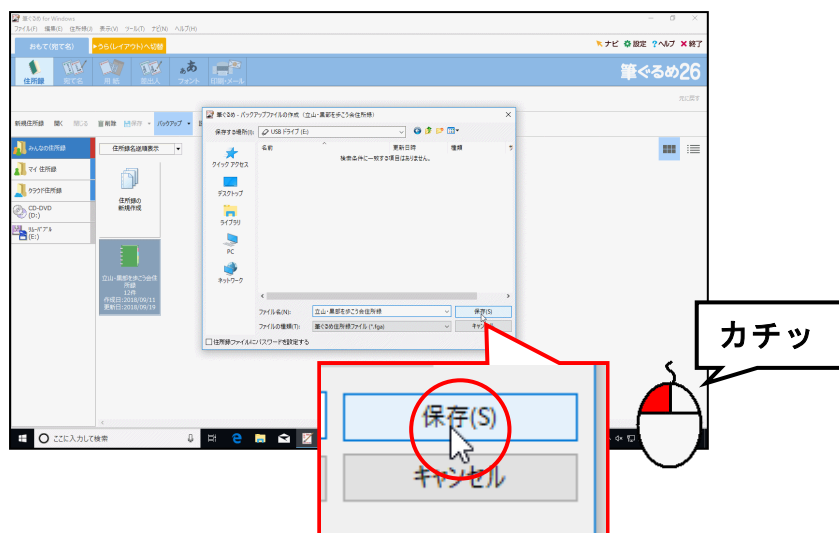 筆ぐるめ for Windows
ファイル(F) 編集(E) 住所録(J) 表示(V) ツール(T) ナビ(N) ヘルプ(H)
おもて(宛て名) ▶うら(レイアウト)へ切替
ナビ 設定 ?ヘルプ ×終了
住所録 宛て名 用 紙 差出人 フォント 印刷・メール
筆ぐるめ26
元に戻す
新規住所録 開く 閉じる 削除 保存 バックアップ
みんなの住所録
マイ 住所録
クラウド住所録
CD-DVD
(D:)
リムーバブル
(E:)
住所録名逆順表示
住所録の
新規作成
立山・黒部を歩こう会住
所録
12件
作成日:2018/09/11
更新日:2018/09/19
筆ぐるめ - バックアップファイルの作成 (立山・黒部を歩こう会住所録)
保存する場所(I): USB ドライブ (E:)
名前 更新日時 種類
検索条件に一致する項目はありません。
クイック アクセス
デスクトップ
ライブラリ
PC
ネットワーク
ファイル名(N): 立山・黒部を歩こう会住所録 保存(S)
ファイルの種類(T): 筆ぐるめ住所録ファイル (*.fga)
住所録ファイルにパスワードを設定する
カチッ
保存(S)
キャンセル
ここに入力して検索